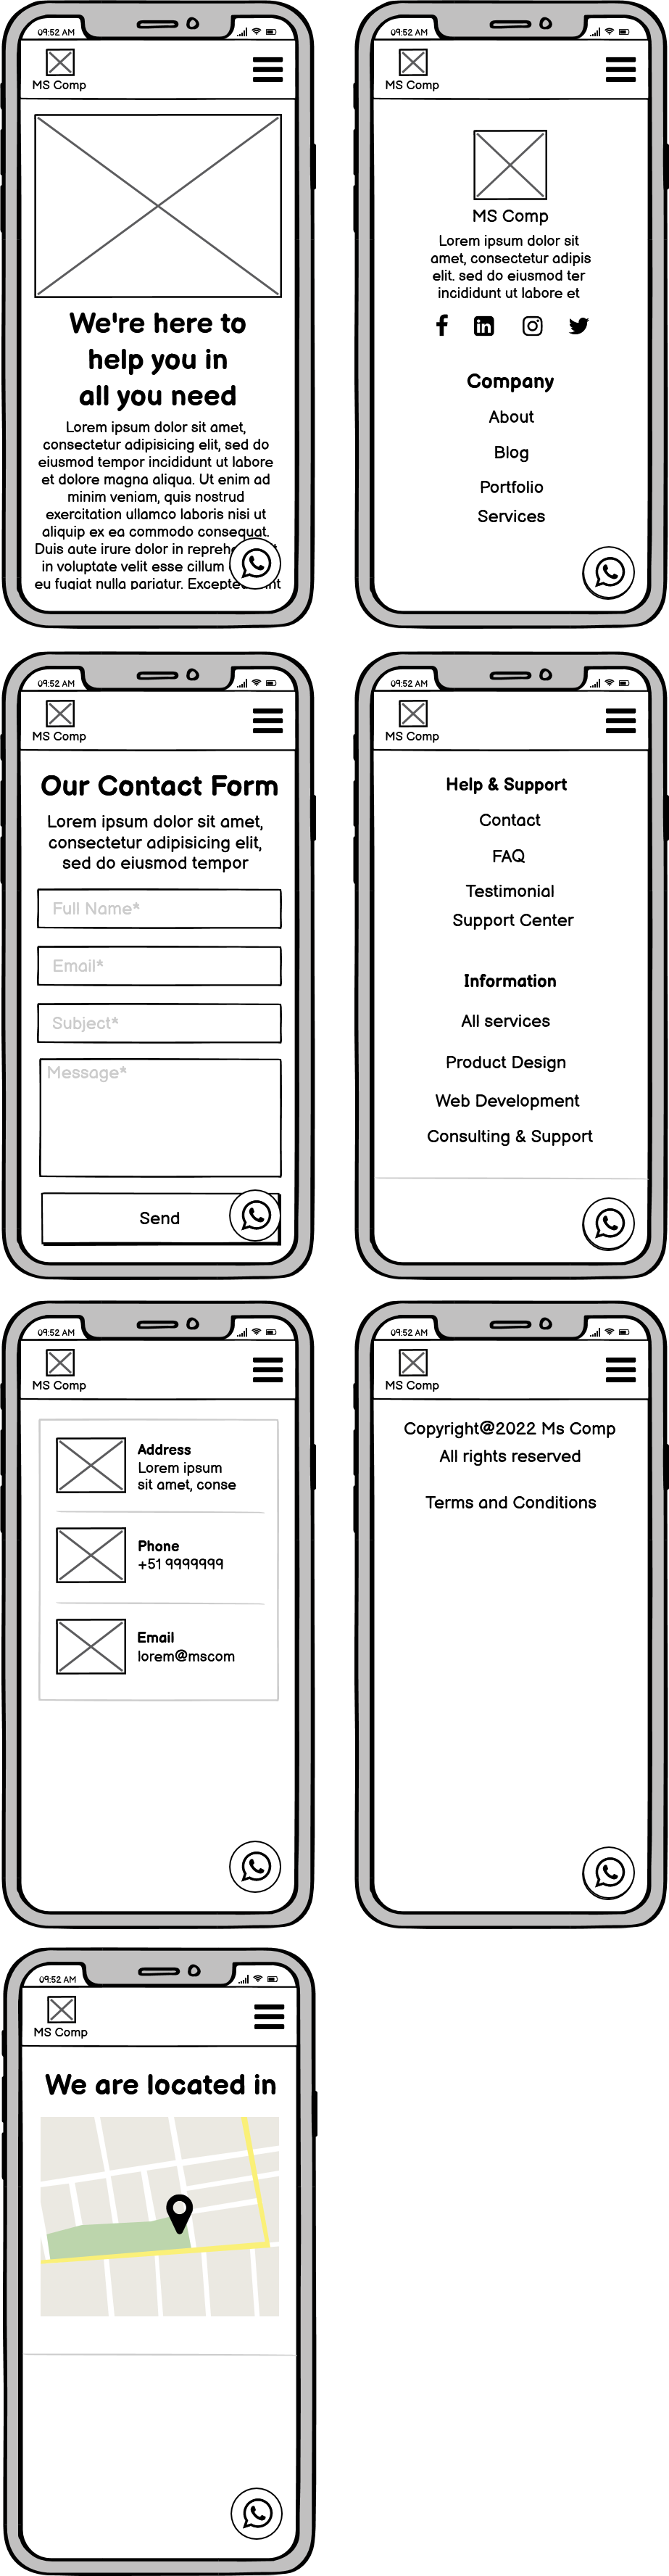 09:52 AM
MS Comp
We're here to
help you in
all you need
Lorem ipsum dolor sit amet,
consectetur adipisicing elit, sed do
eiusmod tempor incididunt ut labore
et dolore magna aliqua. Ut enim ad
minim veniam, quis nostrud
exercitation ullamco laboris nisi ut
aliquip ex ea commodo consequat.
Duis aute irure dolor in
in voluptate velit esse cillum
eu fugiat nulla pariatur.
09:52 AM
MS Comp
MS Comp
Lorem ipsum dolor sit
amet, consectetur adipis
elit. sed do eiusmod ter
incididunt ut labore et
Company
About
Blog
Portfolio
Services
09:52 AM
MS Comp
Our Contact Form
Lorem ipsum dolor sit amet,
consectetur adipisicing elit,
sed do eiusmod tempor
Full Name*
Email*
Subject*
Message*
Send
09:52 AM
MS Comp
Help & Support
Contact
FAQ
Testimonial
Support Center
Information
All services
Product Design
Web Development
Consulting & Support
09:52 AM
MS Comp
Address
Lorem ipsum
sit amet, conse
Phone
+51 9999999
Email
lorem@mscom
09:52 AM
MS Comp
Copyright@2022 Ms Comp
All rights reserved
Terms and Conditions
09:52 AM
MS Comp
We are located in